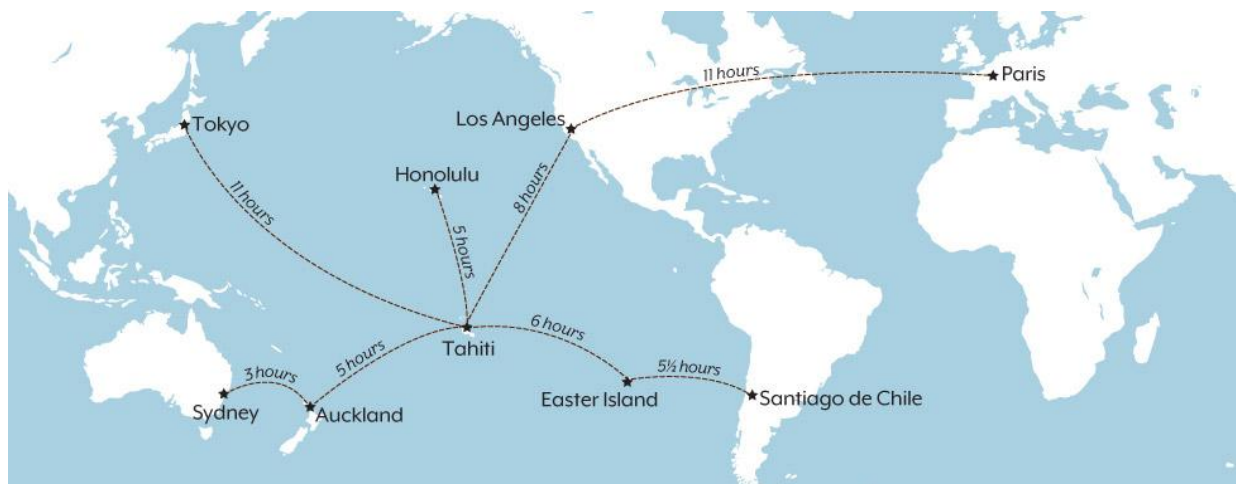 11 hours
Paris
Los Angeles
Tokyo
Honolulu
11 hours
8 hours
5 hours
6 hours
Tahiti
5 hours
5½ hours
3 hours
Easter Island
Santiago de Chile
Sydney
Auckland